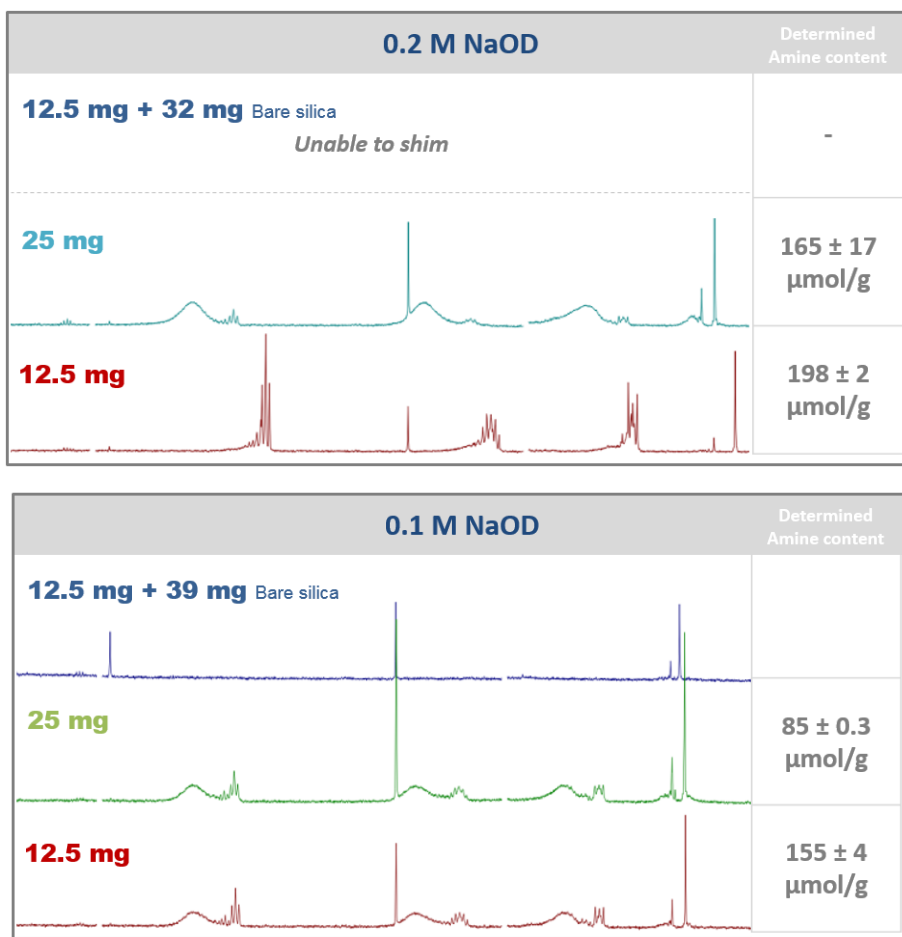 0.2 M NaOD
Determined
Amine content
12.5 mg + 32 mg Bare silica
Unable to shim
-
25 mg
165 ± 17
µmol/g
12.5 mg
198 ± 2
µmol/g
0.1 M NaOD
Determined
Amine content
12.5 mg + 39 mg Bare silica
25 mg
85 ± 0.3
µmol/g
12.5 mg
155 ± 4
µmol/g